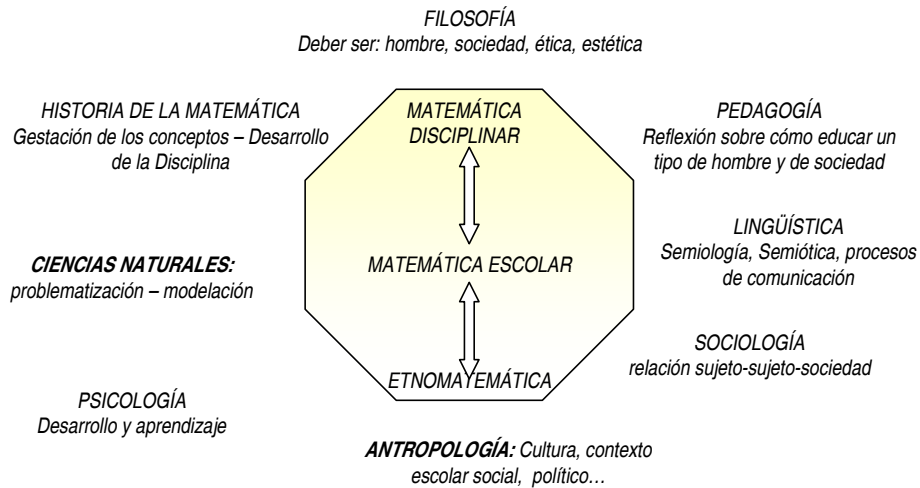 FILOSOFÍA
Deber ser: hombre, sociedad, ética, estética
HISTORIA DE LA MATEMÁTICA
Gestación de los conceptos – Desarrollo
de la Disciplina
MATEMÁTICA
DISCIPLINAR
PEDAGOGÍA
Reflexión sobre cómo educar un
tipo de hombre y de sociedad
LINGÜÍSTICA
Semiología, Semiótica, procesos
de comunicación
CIENCIAS NATURALES:
problematización – modelación
MATEMÁTICA ESCOLAR
SOCIOLOGÍA
relación sujeto-sujeto-sociedad
ETNOMAYEMÁTICA
PSICOLOGÍA
Desarrollo y aprendizaje
ANTROPOLOGÍA: Cultura, contexto
escolar social, político…